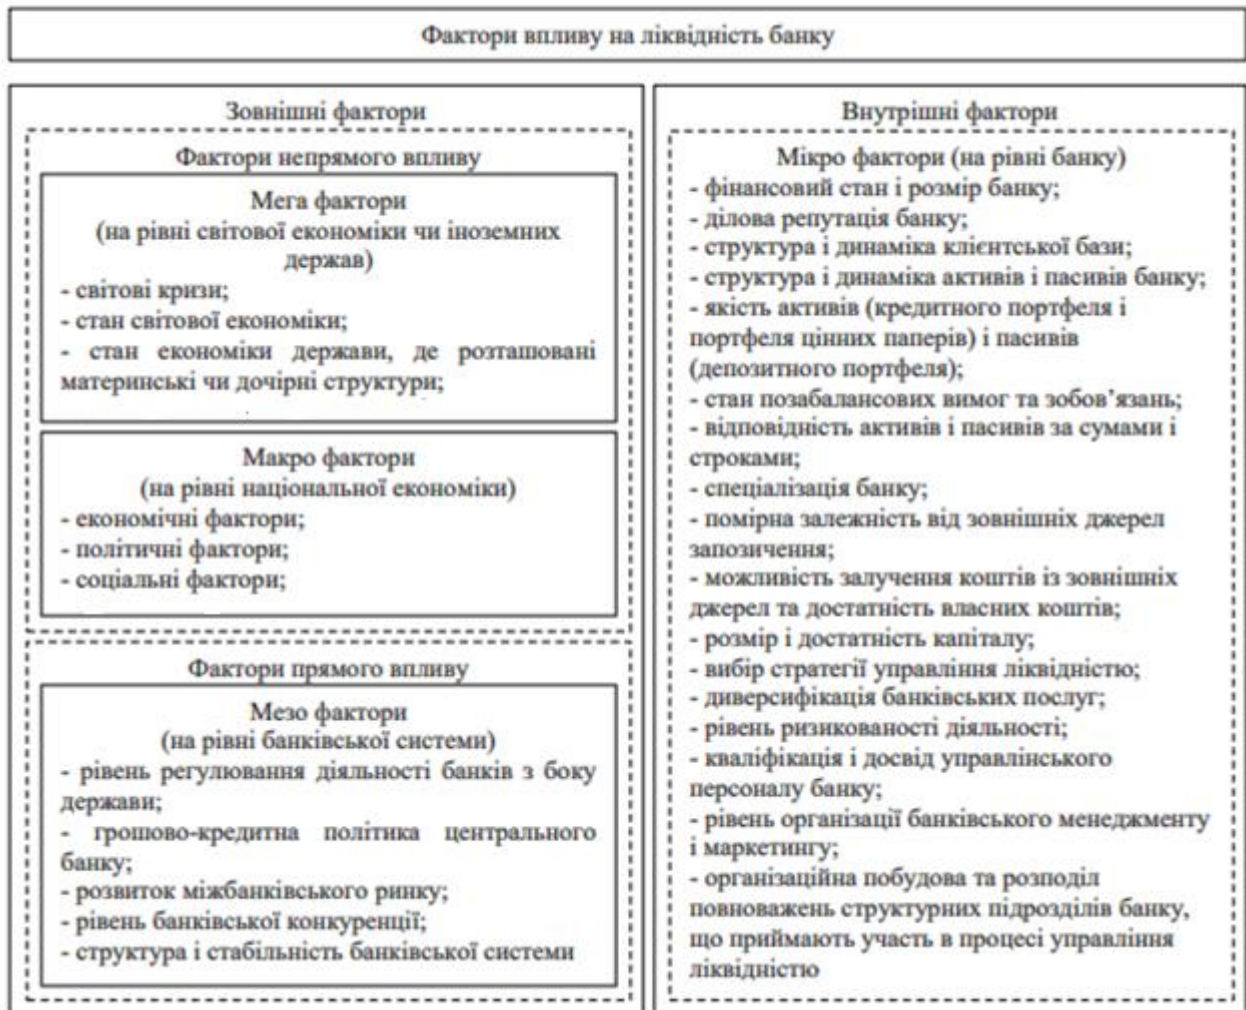 Фактори впливу на ліквідність банку
Зовнішні фактори
Фактори непрямого впливу
Мега фактори
(на рівні світової економіки чи іноземних
держав)
- світові кризи;
- стан світової економіки;
- стан економіки держави, де розташовані
материнські чи дочірні структури;
Макро фактори
(на рівні національної економіки)
- економічні фактори;
- політичні фактори;
- соціальні фактори;
Фактори прямого впливу
Мезо фактори
(на рівні банківської системи)
- рівень регулювання діяльності банків з боку
держави;
- грошово-кредитна політика центрального
банку;
- розвиток міжбанківського ринку;
- рівень банківської конкуренції;
- структура і стабільність банківської системи
Внутрішні фактори
Мікро фактори (на рівні банку)
- фінансовий стан і розмір банку;
- ділова репутація банку;
- структура і динаміка клієнтської бази;
- структура і динаміка активів і пасивів банку;
- якість активів (кредитного портфеля і
портфеля цінних паперів) і пасивів
(депозитного портфеля);
- стан позабалансових вимог та зобов’язань;
- відповідність активів і пасивів за сумами і
строками;
- спеціалізація банку;
- помірна залежність від зовнішніх джерел
запозичення;
- можливість залучення коштів із зовнішніх
джерел та достатність власних коштів;
- розмір і достатність капіталу;
- вибір стратегії управління ліквідністю;
- диверсифікація банківських послуг;
- рівень ризикованості діяльності;
- кваліфікація і досвід управлінського
персоналу банку;
- рівень організації банківського менеджменту
і маркетингу;
- організаційна побудова та розподіл
повноважень структурних підрозділів банку,
що приймають участь в процесі управління
ліквідністю